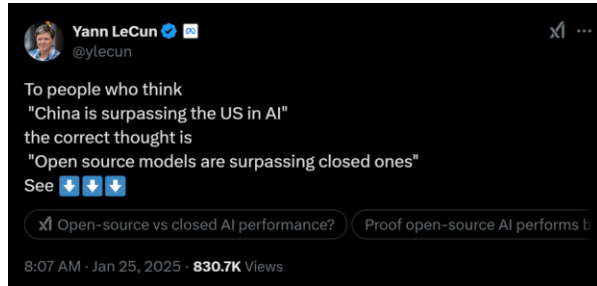 Yann LeCun
@ylecun
To people who think
"China is surpassing the US in AI"
the correct thought is
"Open source models are surpassing closed ones"
See ⬇️⬇️⬇️
Open-source vs closed AI performance? Proof open-source AI performs b
8:07 AM · Jan 25, 2025 · 830.7K Views